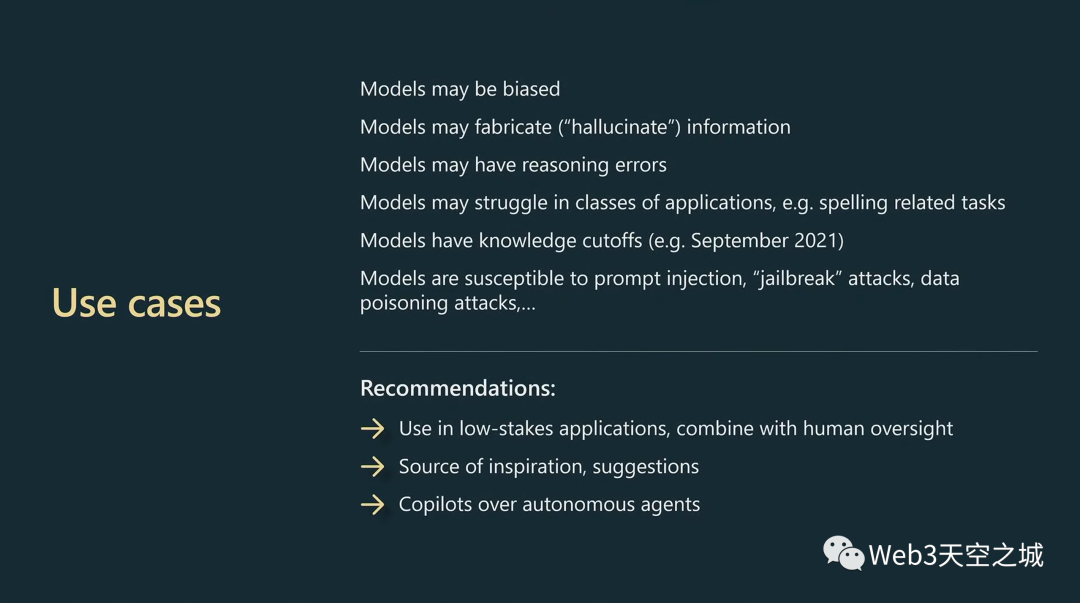 Use cases
Models may be biased
Models may fabricate (“hallucinate”) information
Models may have reasoning errors
Models may struggle in classes of applications, e.g. spelling related tasks
Models have knowledge cutoffs (e.g. September 2021)
Models are susceptible to prompt injection, “jailbreak” attacks, data
poisoning attacks,...
Recommendations:
→ Use in low-stakes applications, combine with human oversight
→ Source of inspiration, suggestions
→ Copilots over autonomous agents
Web3天空之城